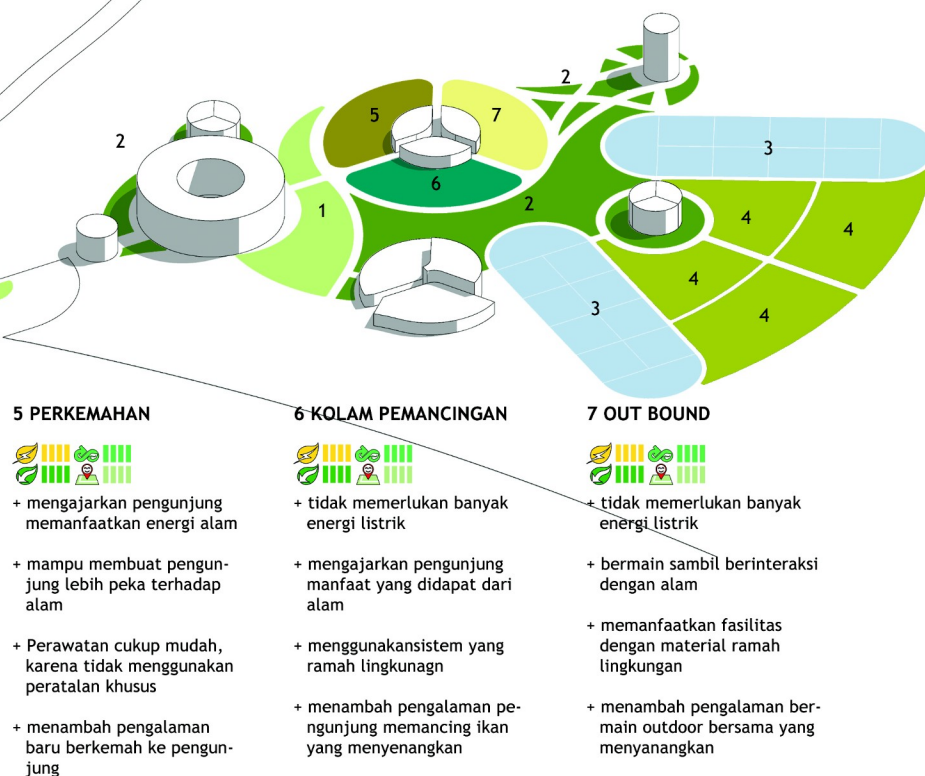 2
5
7
2
3
6
1
2
4
4
4
3
4
5 PERKEMAHAN
+ mengajarkan pengunjung
memanfaatkan energi alam
+ mampu membuat pengun-
jung lebih peka terhadap
alam
+ Perawatan cukup mudah,
karena tidak menggunakan
peratalan khusus
+ menambah pengalaman
baru berkemah ke pengun-
jung
6 KOLAM PEMANCINGAN
+ tidak memerlukan banyak
energi listrik
+ mengajarkan pengunjung
manfaat yang didapat dari
alam
+ menggunakansistem yang
ramah lingkunagn
+ menambah pengalaman pe-
ngunjung memancing ikan
yang menyenangkan
7 OUT BOUND
+ tidak memerlukan banyak
energi listrik
+ bermain sambil berinteraksi
dengan alam
+ memanfaatkan fasilitas
dengan material ramah
lingkungan
+ menambah pengalaman ber-
main outdoor bersama yang
menyanangkan